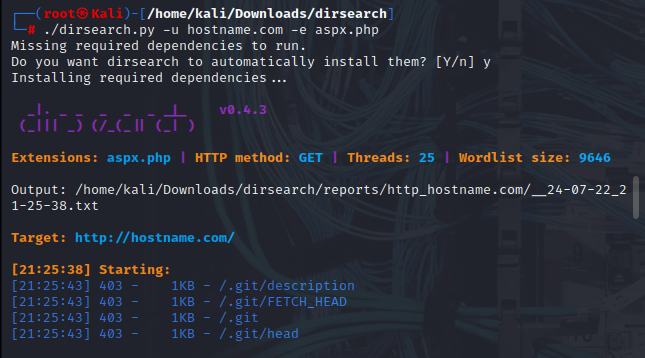 ┌──(root㉿Kali)-[/home/kali/Downloads/dirsearch]
└─# ./dirsearch.py -u hostname.com -e aspx.php
Missing required dependencies to run.
Do you want dirsearch to automatically install them? [Y/n] y
Installing required dependencies...
  _|. _ _  _  _  _ _|_    v0.4.3
 (_||| _) (/_(_|| (_| )
Extensions: aspx.php | HTTP method: GET | Threads: 25 | Wordlist size: 9646
Output: /home/kali/Downloads/dirsearch/reports/http_hostname.com/__24-07-22_2
1-25-38.txt
Target: http://hostname.com/
[21:25:38] Starting:
[21:25:43] 403 -    1KB - /.git/description
[21:25:43] 403 -    1KB - /.git/FETCH_HEAD
[21:25:43] 403 -    1KB - /.git
[21:25:43] 403 -    1KB - /.git/head